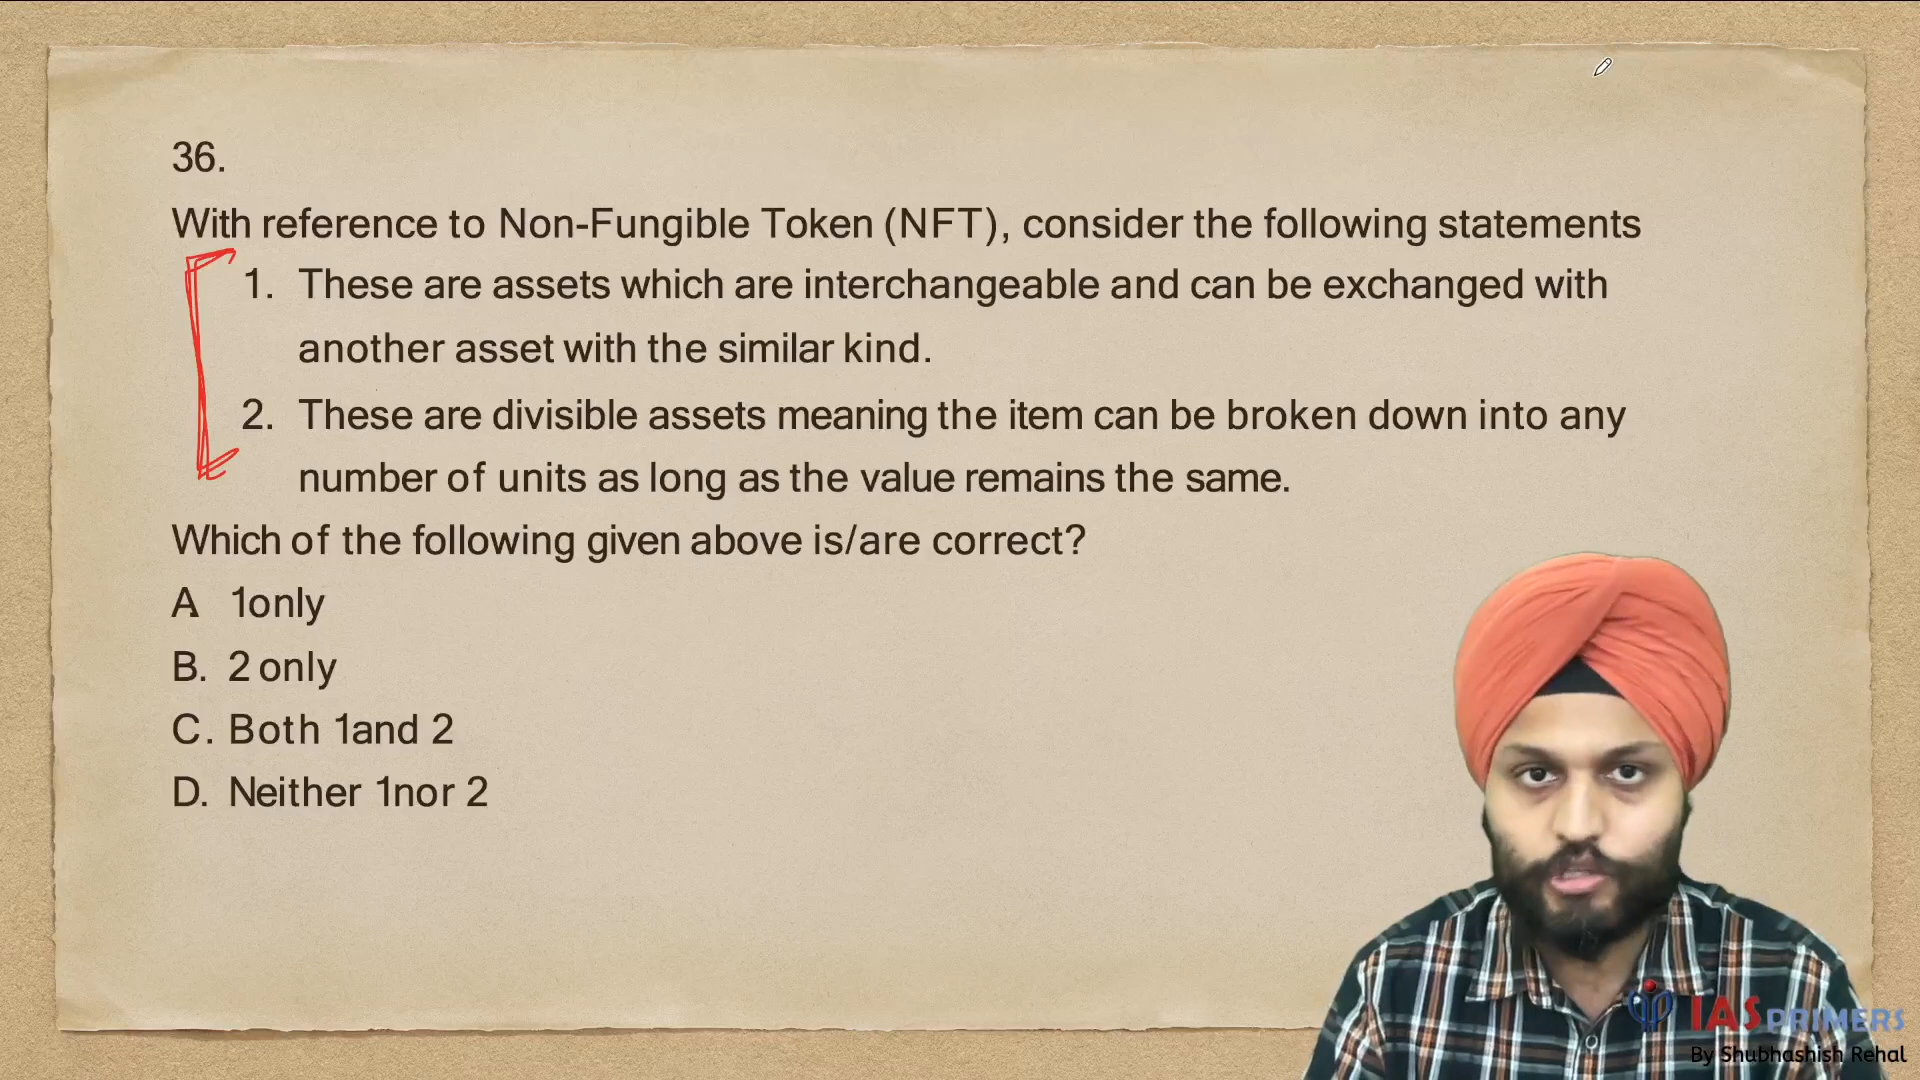 36.
With reference to Non-Fungible Token (NFT), consider the following statements
1. These are assets which are interchangeable and can be exchanged with
another asset with the similar kind.
2. These are divisible assets meaning the item can be broken down into any
number of units as long as the value remains the same.
Which of the following given above is/are correct?
A. 1only
B. 2 only
C. Both 1and 2
D. Neither 1nor 2
IAS PRIMERS
By Shubhashish Rehal